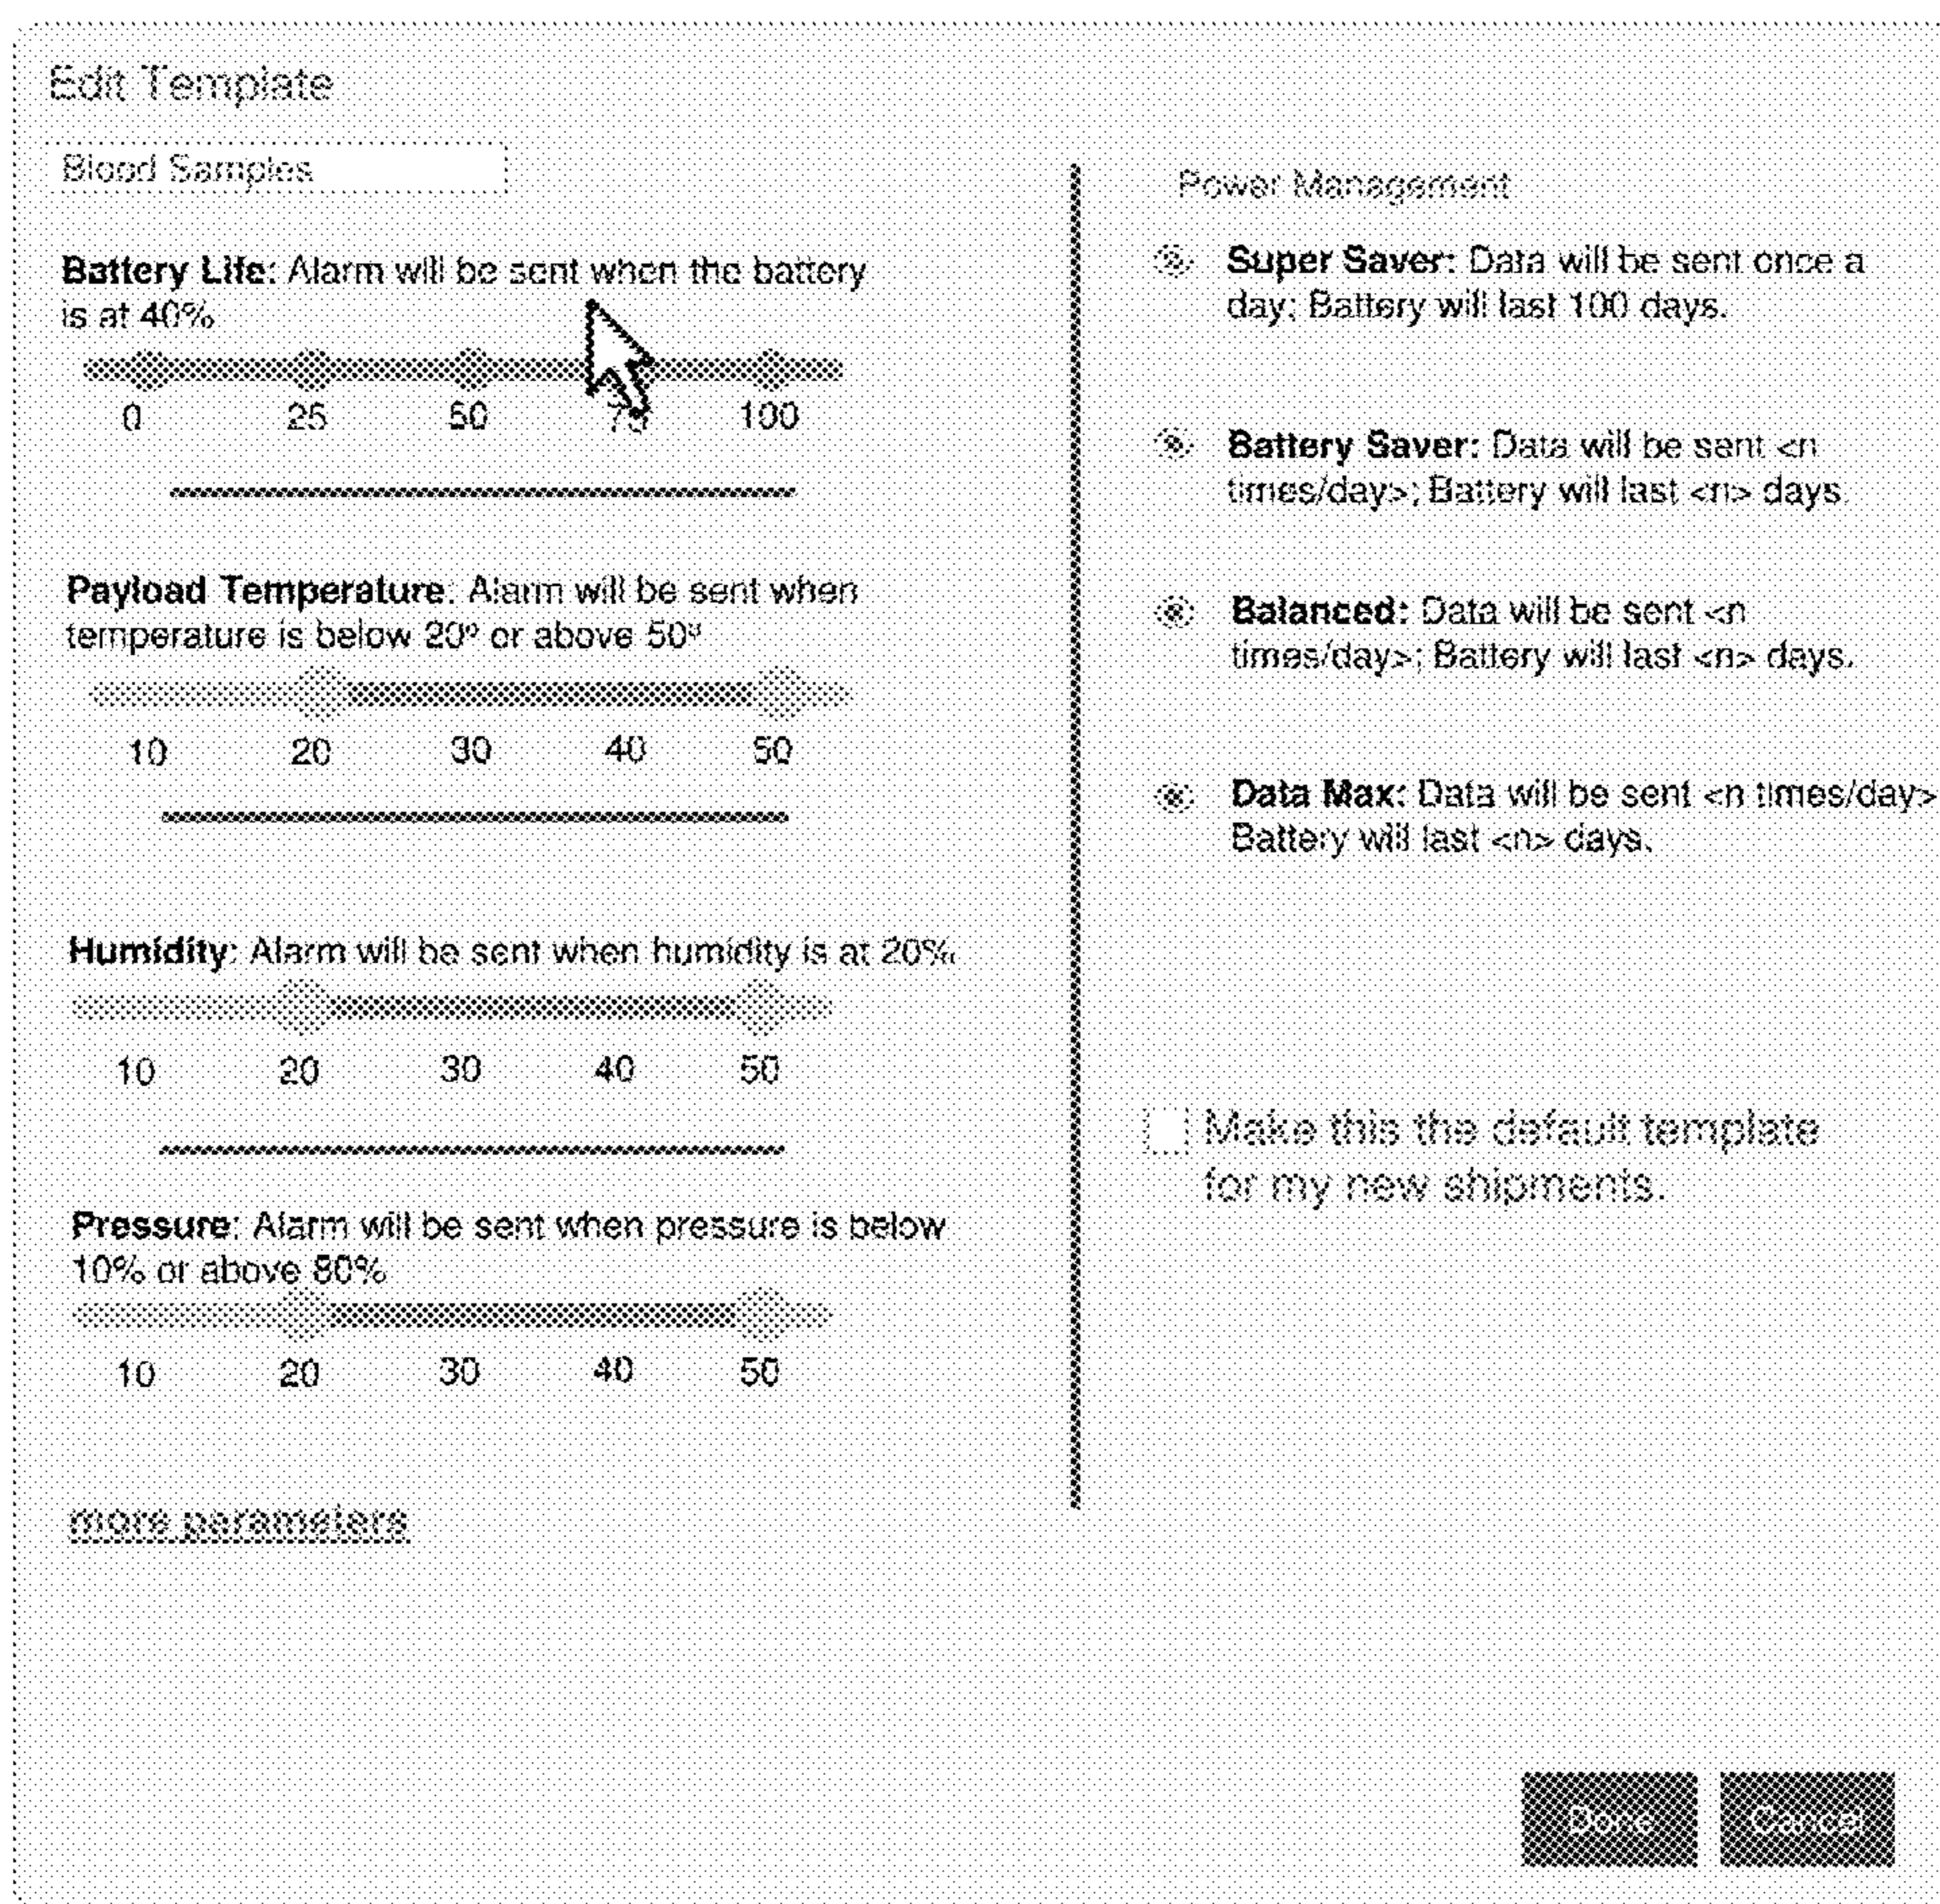 Edit Template
Blood Samples
Battery Life: Alarm will be sent when the battery
is at 40%
0 25 50 75 100
Payload Temperature: Alarm will be sent when
temperature is below 20º or above 50º
10 20 30 40 50
Humidity: Alarm will be sent when humidity is at 20%
10 20 30 40 50
Pressure: Alarm will be sent when pressure is below
10% or above 80%
10 20 30 40 50
more parameters
Power Management
Super Saver: Data will be sent once a
day; Battery will last 100 days.
Battery Saver: Data will be sent <n
times/day>; Battery will last <n> days.
Balanced: Data will be sent <n
times/day>; Battery will last <n> days.
Data Max: Data will be sent <n times/day>
Battery will last <n> days.
Make this the default template
for my new shipments.
Done Cancel